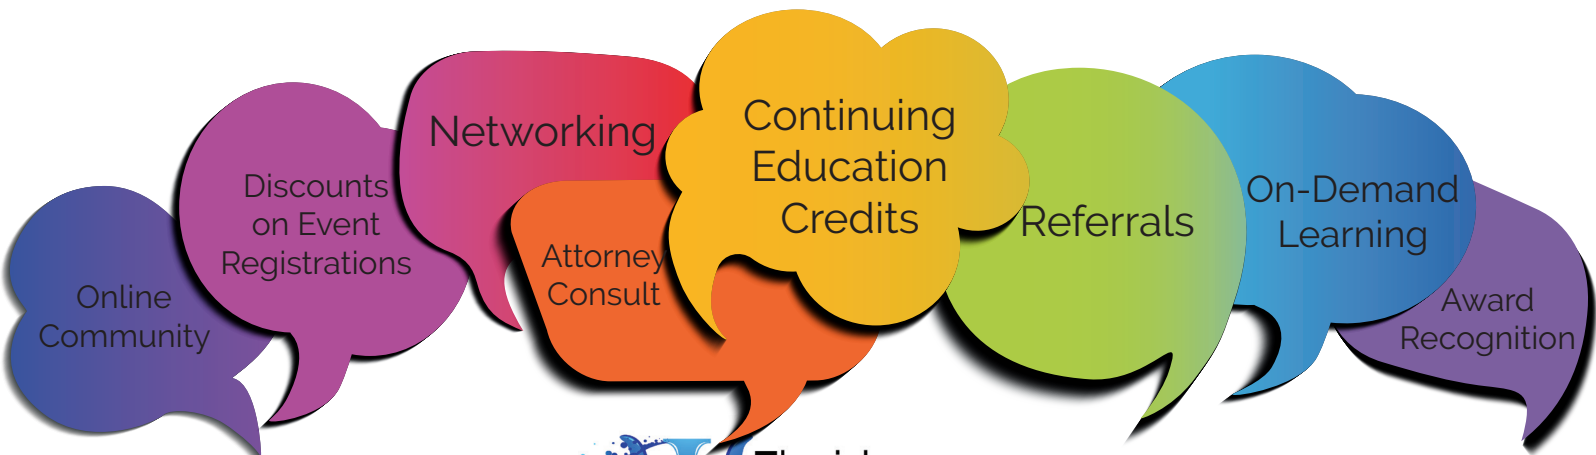 Online
Community
Discounts
on Event
Registrations
Networking
Attorney
Consult
Continuing
Education
Credits
Referrals
On-Demand
Learning
Award
Recognition